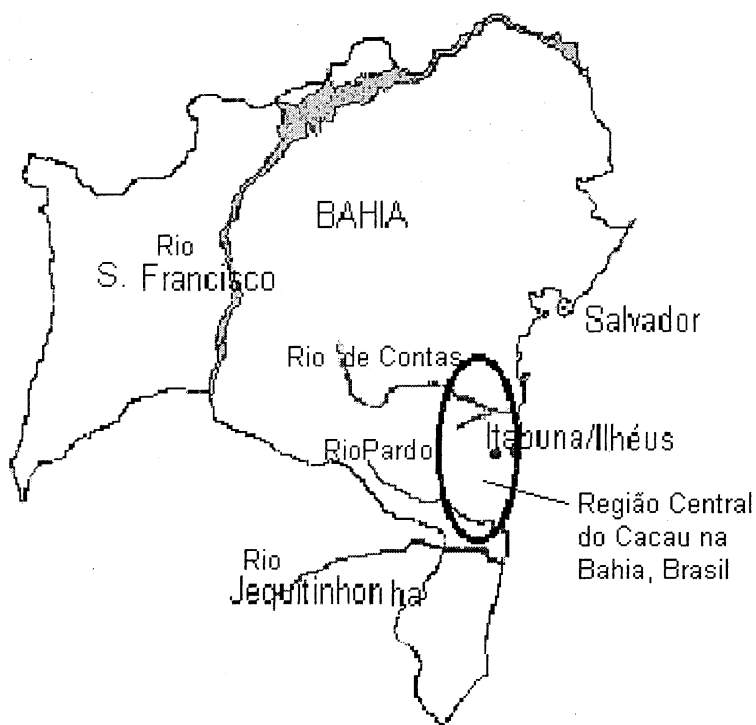 BAHIA
Rio
S. Francisco
Salvador
Rio de Contas
Itabuna/Ilhéus
RioPardo
Região Central
do Cacau na
Bahia, Brasil
Rio
Jequitinhonha